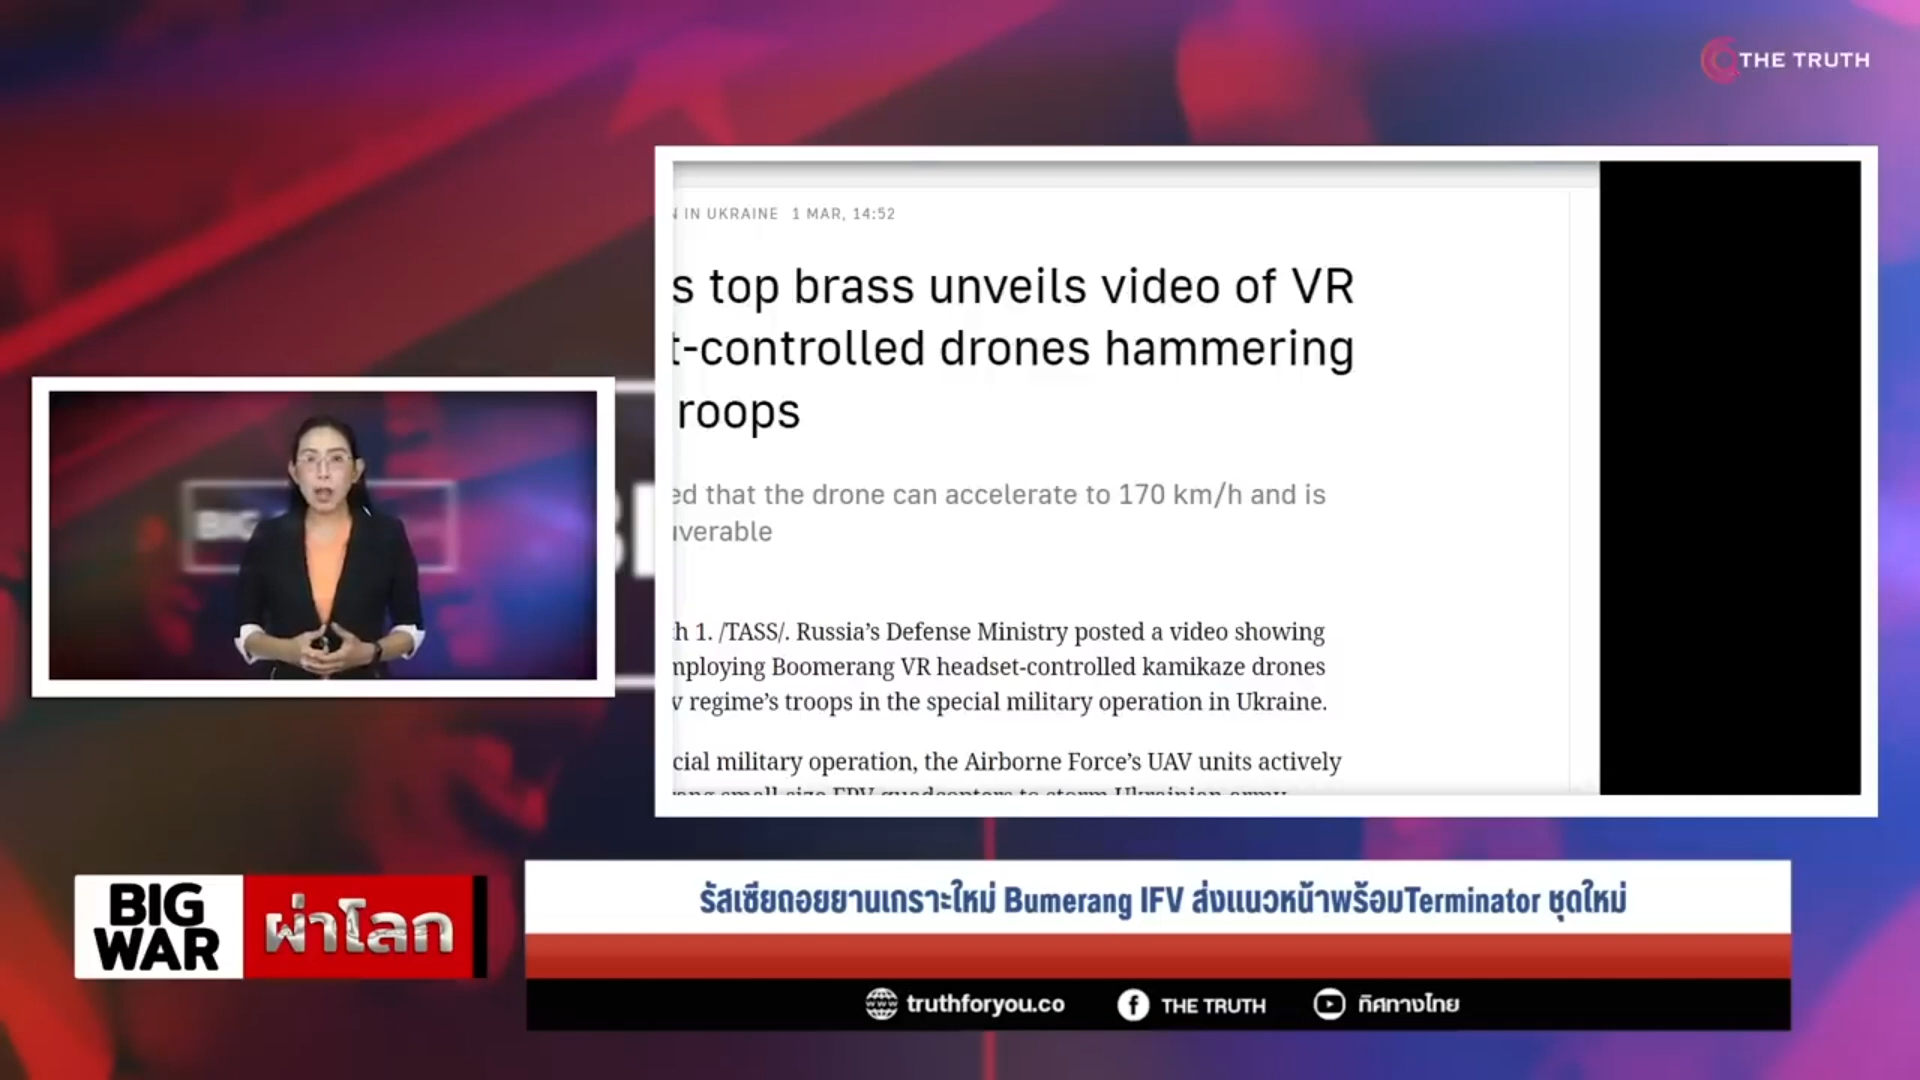 THE TRUTH
IN UKRAINE 1 MAR, 14:52
s top brass unveils video of VR
t-controlled drones hammering
roops
ed that the drone can accelerate to 170 km/h and is
uverable
h 1. /TASS/. Russia's Defense Ministry posted a video showing
mploying Boomerang VR headset-controlled kamikaze drones
v regime's troops in the special military operation in Ukraine.
cial military operation, the Airborne Force's UAV units actively
BIG
BIG
WAR
ผ่าโลก
รัสเซียถอยยานเกราะใหม่ Bumerang IFV ส่งแนวหน้าพร้อมTerminator ชุดใหม่
truthforyou.co
THE TRUTH
ทิศทางไทย